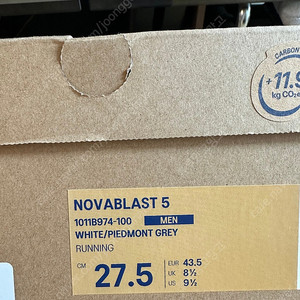 CARBON
+11.9
kg CO₂e
NOVABLAST 5
1011B974-100 MEN
WHITE/PIEDMONT GREY
RUNNING
CM 27.5
EUR 43.5
UK 8½
US 9½